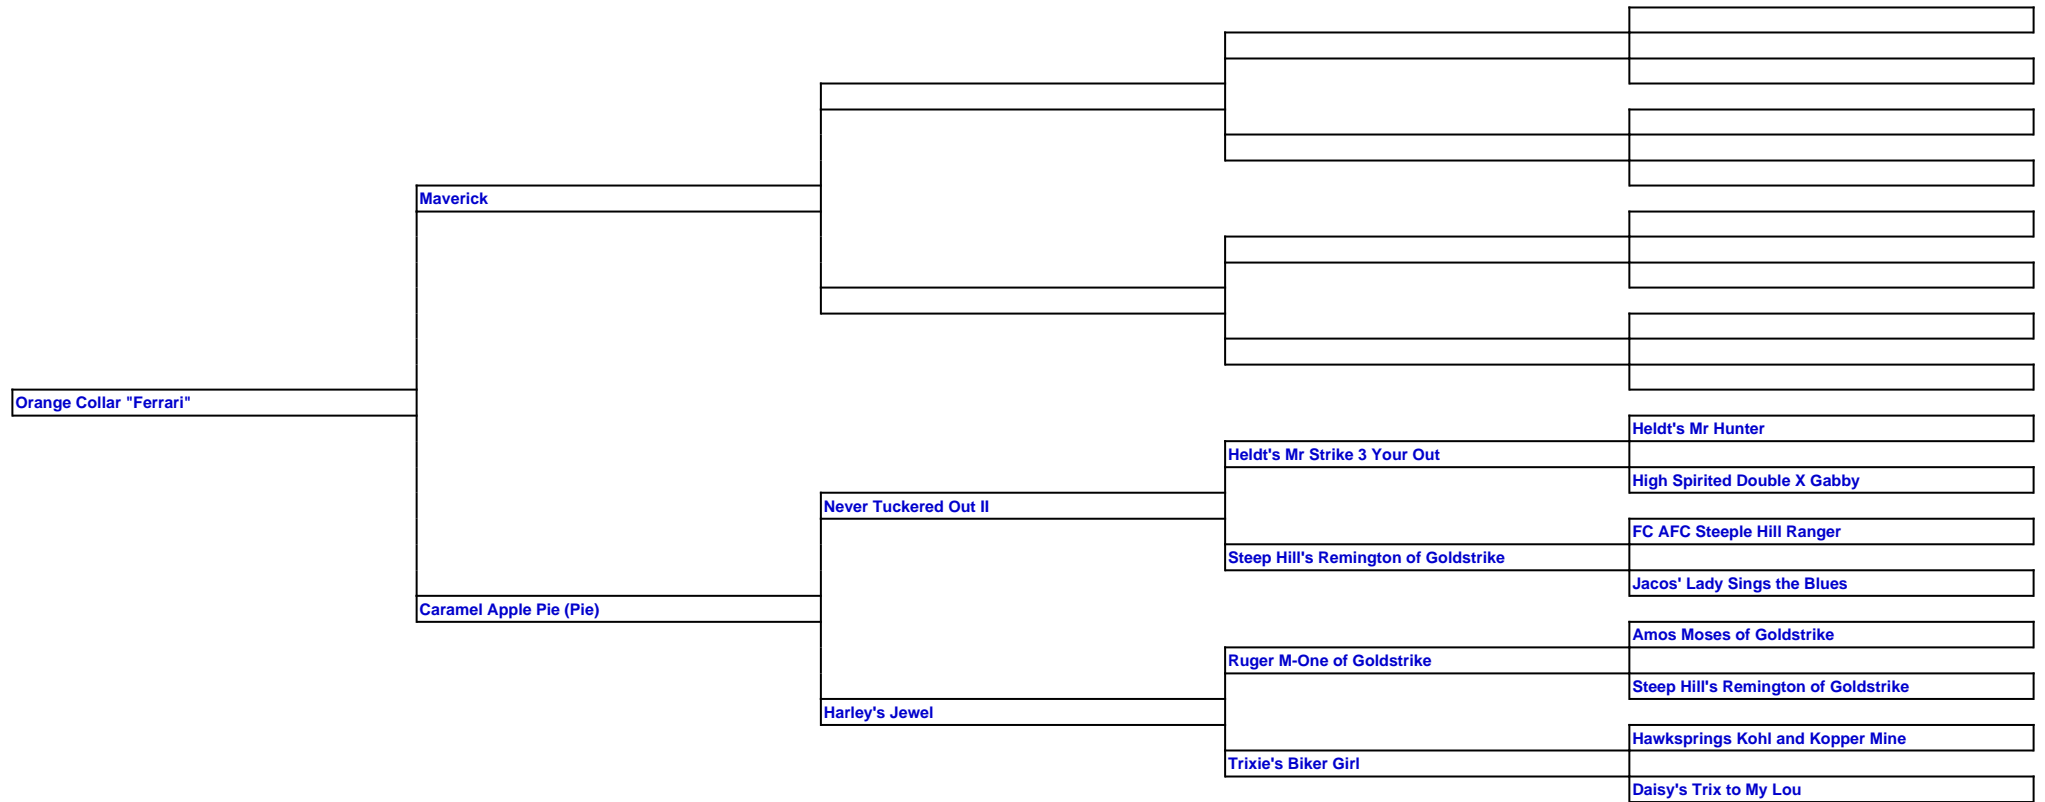 Maverick
Orange Collar "Ferrari"
Heldt's Mr Hunter
Heldt's Mr Strike 3 Your Out
High Spirited Double X Gabby
Never Tuckered Out II
FC AFC Steeple Hill Ranger
Steep Hill's Remington of Goldstrike
Jacos' Lady Sings the Blues
Caramel Apple Pie (Pie)
Amos Moses of Goldstrike
Ruger M-One of Goldstrike
Steep Hill's Remington of Goldstrike
Harley's Jewel
Hawksprings Kohl and Kopper Mine
Trixie's Biker Girl
Daisy's Trix to My Lou